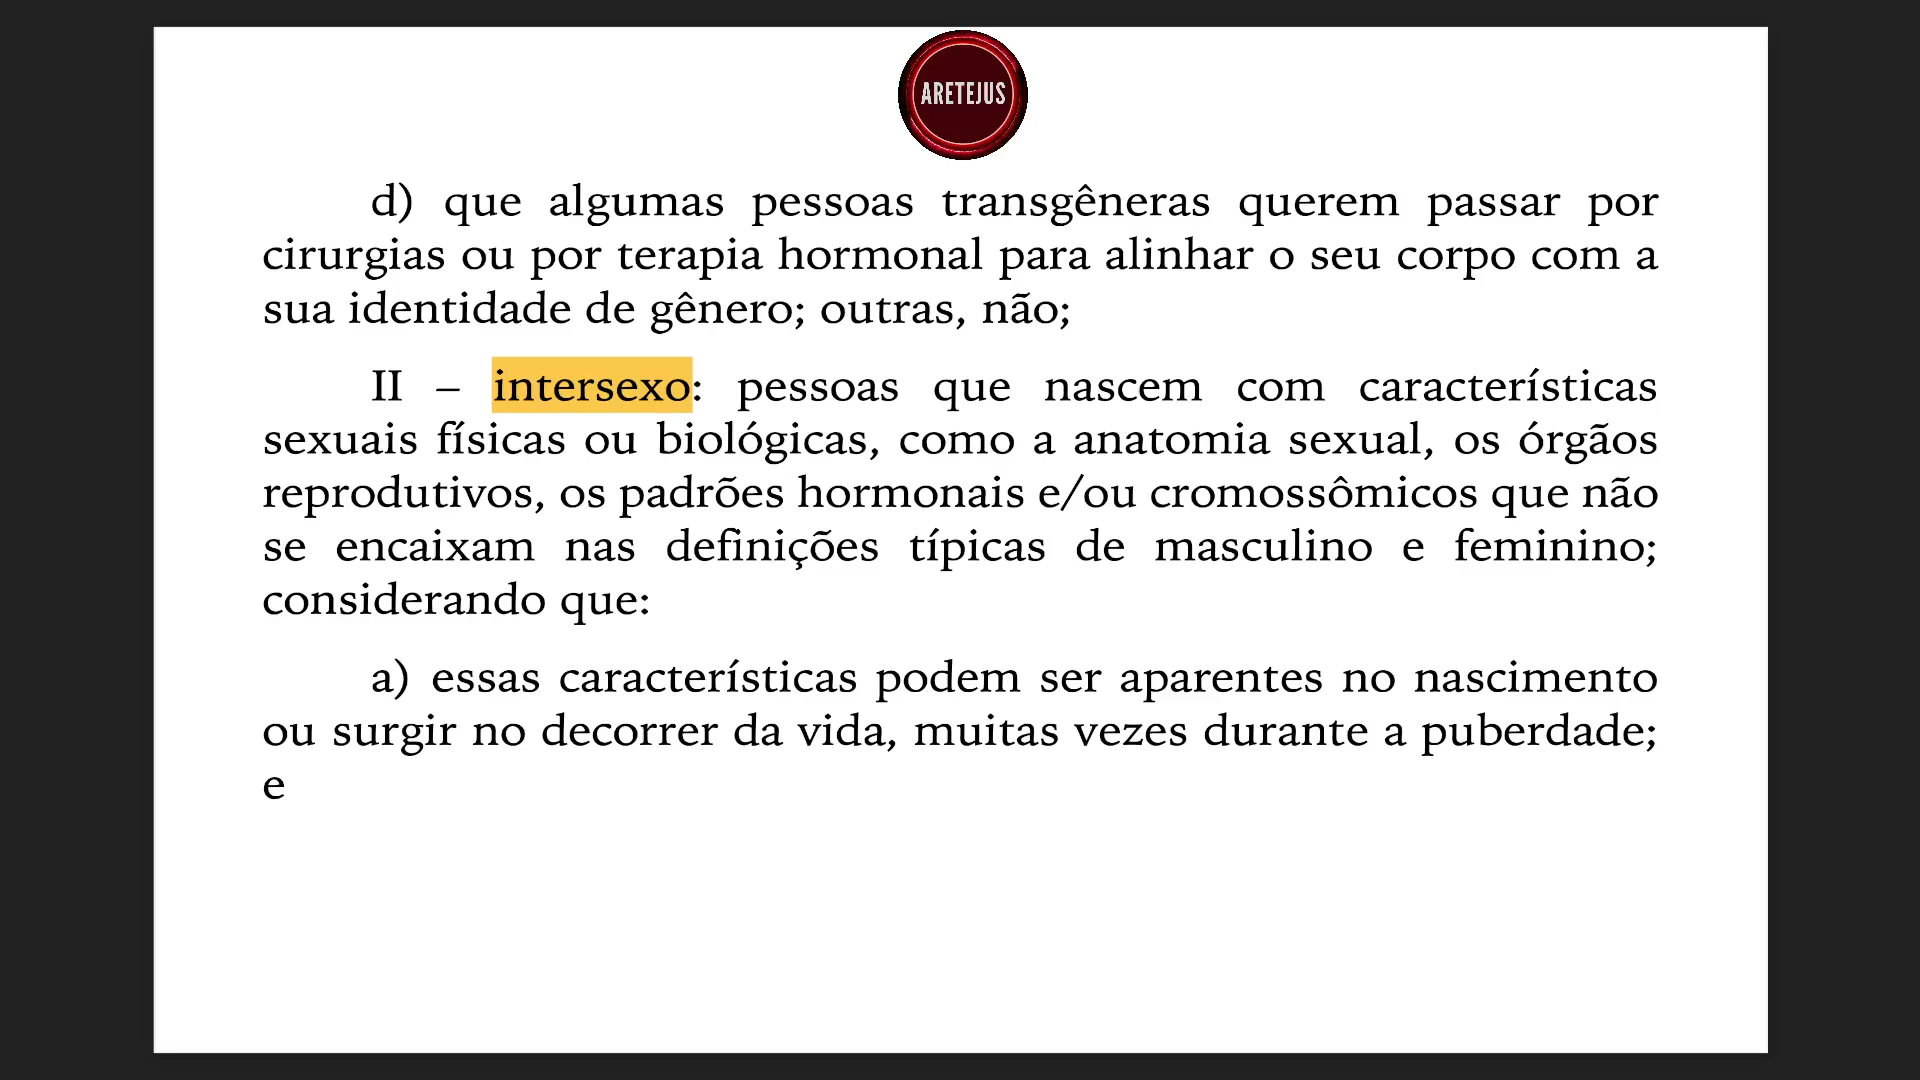 ARETEJUS
d) que algumas pessoas transgêneras querem passar por
cirurgias ou por terapia hormonal para alinhar o seu corpo com a
sua identidade de gênero; outras, não;
II – intersexo: pessoas que nascem com características
sexuais físicas ou biológicas, como a anatomia sexual, os órgãos
reprodutivos, os padrões hormonais e/ou cromossômicos que não
se encaixam nas definições típicas de masculino e feminino;
considerando que:
a) essas características podem ser aparentes no nascimento
ou surgir no decorrer da vida, muitas vezes durante a puberdade;
e